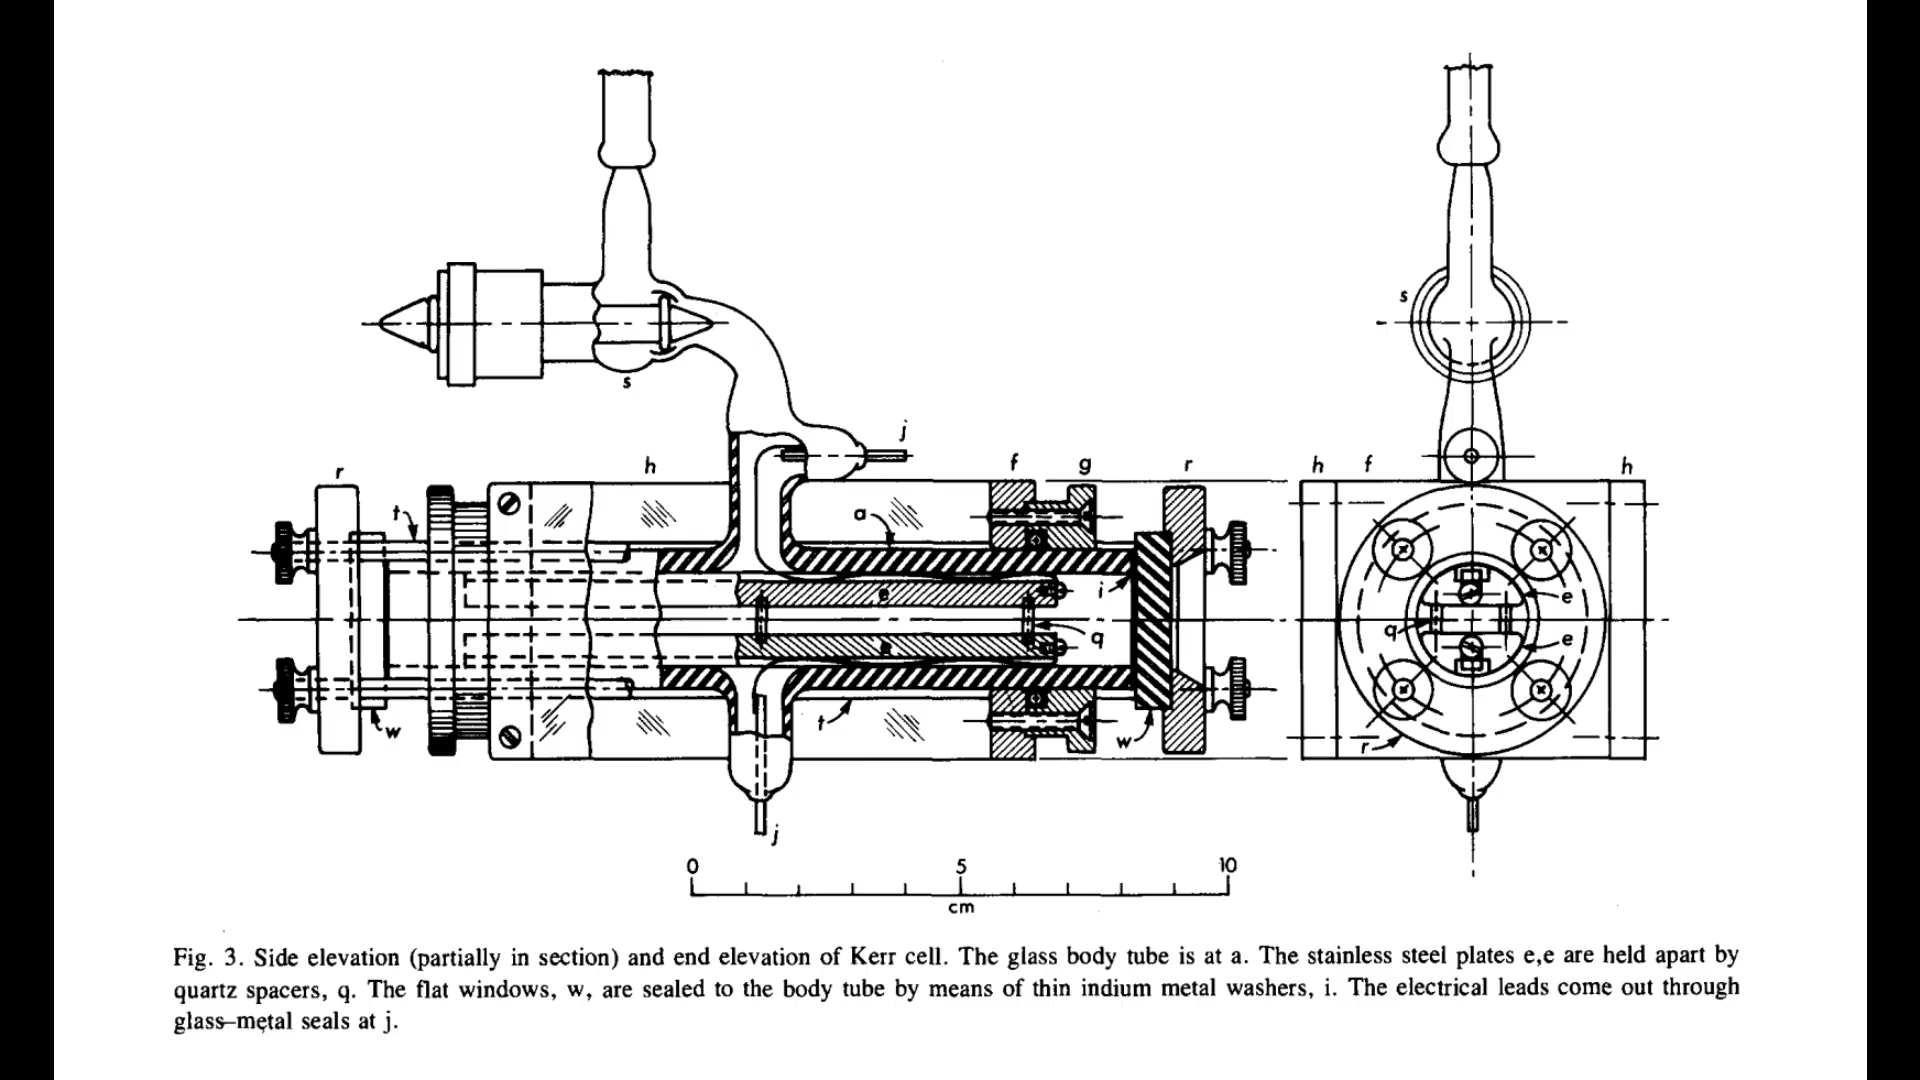 s
s
j
r
h
f
g
r
h
f
h
t
a
e
i
e
q
q
e
e
t
w
w
r
j
0 5 10
cm
Fig. 3. Side elevation (partially in section) and end elevation of Kerr cell. The glass body tube is at a. The stainless steel plates e,e are held apart by
quartz spacers, q. The flat windows, w, are sealed to the body tube by means of thin indium metal washers, i. The electrical leads come out through
glass–metal seals at j.